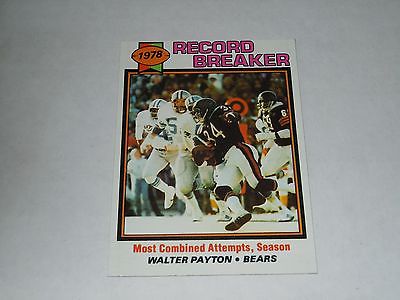 1978
RECORD
BREAKER
34
Most Combined Attempts, Season
WALTER PAYTON • BEARS